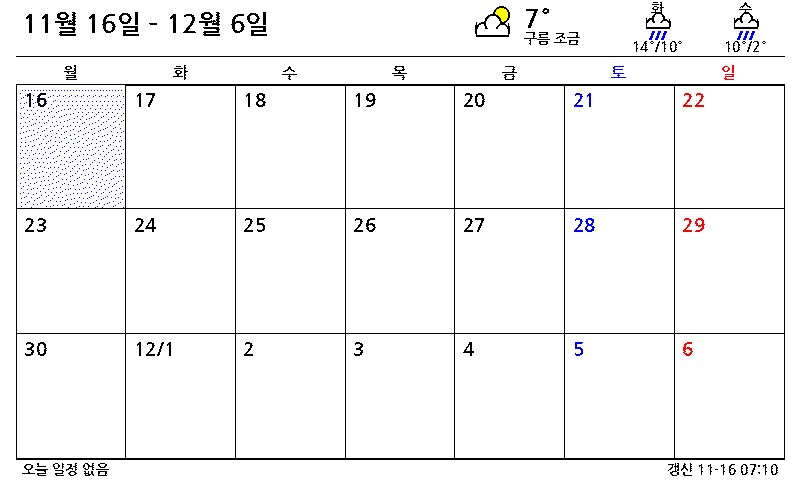 11월 16일 - 12월 6일
7°
구름 조금
화
14°/10°
수
10°/2°
월 화 수 목 금 토 일
16 17 18 19 20 21 22
23 24 25 26 27 28 29
30 12/1 2 3 4 5 6
오늘 일정 없음
갱신 11-16 07:10